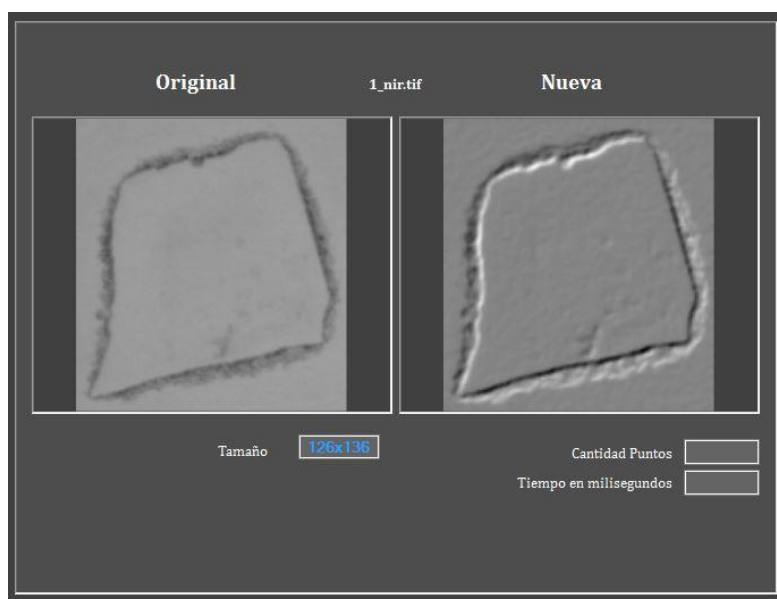 Original 1_nir.tif Nueva
Tamaño 126x136 Cantidad Puntos
Tiempo en milisegundos